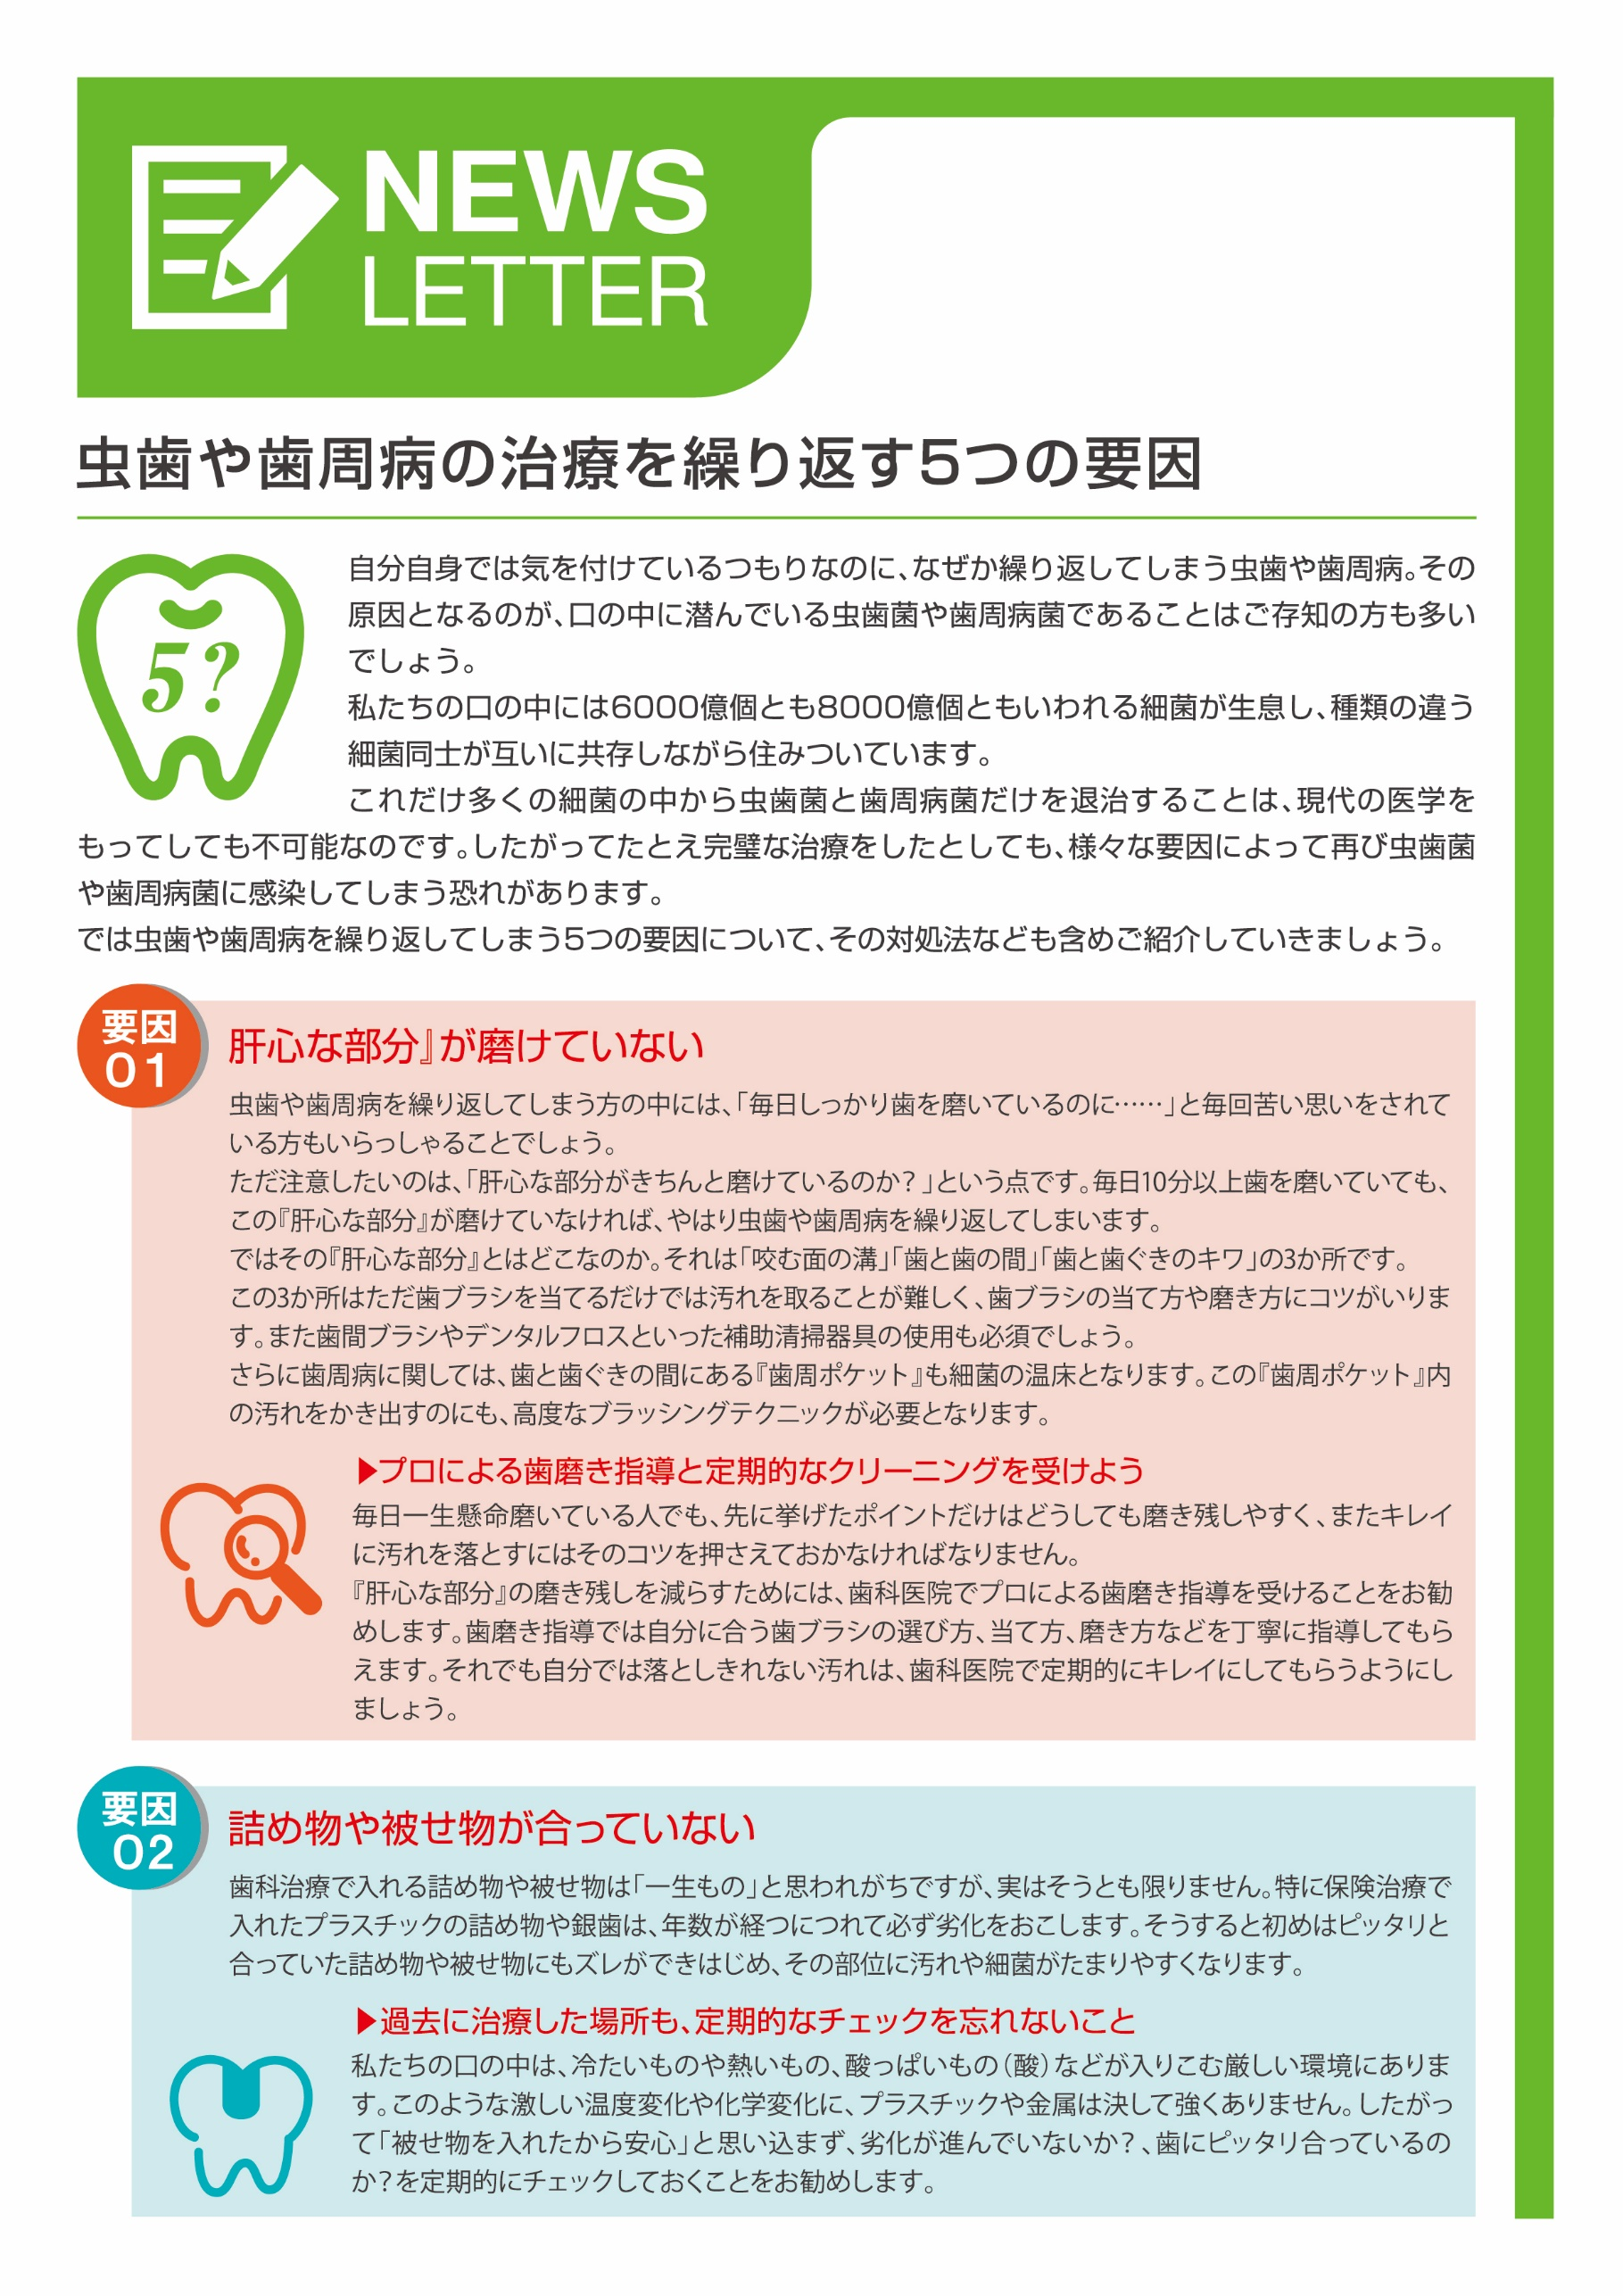 NEWS
LETTER
虫歯や歯周病の治療を繰り返す5つの要因
5?
自分自身では気を付けているつもりなのに、なぜか繰り返してしまう虫歯や歯周病。その
原因となるのが、口の中に潜んでいる虫歯菌や歯周病菌であることはご存知の方も多い
でしょう。
私たちの口の中には6000億個とも8000億個ともいわれる細菌が生息し、種類の違う
細菌同士が互いに共存しながら住みついています。
これだけ多くの細菌の中から虫歯菌と歯周病菌だけを退治することは、現代の医学を
もってしても不可能なのです。したがってたとえ完璧な治療をしたとしても、様々な要因によって再び虫歯菌
や歯周病菌に感染してしまう恐れがあります。
では虫歯や歯周病を繰り返してしまう5つの要因について、その対処法なども含めご紹介していきましょう。
要因
01
肝心な部分』が磨けていない
虫歯や歯周病を繰り返してしまう方の中には、「毎日しっかり歯を磨いているのに……」と毎回苦い思いをされて
いる方もいらっしゃることでしょう。
ただ注意したいのは、「肝心な部分がきちんと磨けているのか？」という点です。毎日10分以上歯を磨いていても、
この『肝心な部分』が磨けていなければ、やはり虫歯や歯周病を繰り返してしまいます。
ではその『肝心な部分』とはどこなのか。それは「咬む面の溝」「歯と歯の間」「歯と歯ぐきのキワ」の3か所です。
この3か所はただ歯ブラシを当てるだけでは汚れを取ることが難しく、歯ブラシの当て方や磨き方にコツがいりま
す。また歯間ブラシやデンタルフロスといった補助清掃器具の使用も必須でしょう。
さらに歯周病に関しては、歯と歯ぐきの間にある『歯周ポケット』も細菌の温床となります。この『歯周ポケット』内
の汚れをかき出すのにも、高度なブラッシングテクニックが必要となります。
▶プロによる歯磨き指導と定期的なクリーニングを受けよう
毎日一生懸命磨いている人でも、先に挙げたポイントだけはどうしても磨き残しやすく、またキレイ
に汚れを落とすにはそのコツを押さえておかなければなりません。
『肝心な部分』の磨き残しを減らすためには、歯科医院でプロによる歯磨き指導を受けることをお勧
めします。歯磨き指導では自分に合う歯ブラシの選び方、当て方、磨き方などを丁寧に指導してもら
えます。それでも自分では落としきれない汚れは、歯科医院で定期的にキレイにしてもらうようにし
ましょう。
要因
02
詰め物や被せ物が合っていない
歯科治療で入れる詰め物や被せ物は「一生もの」と思われがちですが、実はそうとも限りません。特に保険治療で
入れたプラスチックの詰め物や銀歯は、年数が経つにつれて必ず劣化をおこします。そうすると初めはピッタリと
合っていた詰め物や被せ物にもズレができはじめ、その部位に汚れや細菌がたまりやすくなります。
▶過去に治療した場所も、定期的なチェックを忘れないこと
私たちの口の中は、冷たいものや熱いもの、酸っぱいもの（酸）などが入りこむ厳しい環境にありま
す。このような激しい温度変化や化学変化に、プラスチックや金属は決して強くありません。したがっ
て「被せ物を入れたから安心」と思い込まず、劣化が進んでいないか？、歯にピッタリ合っているの
か？を定期的にチェックしておくことをお勧めします。